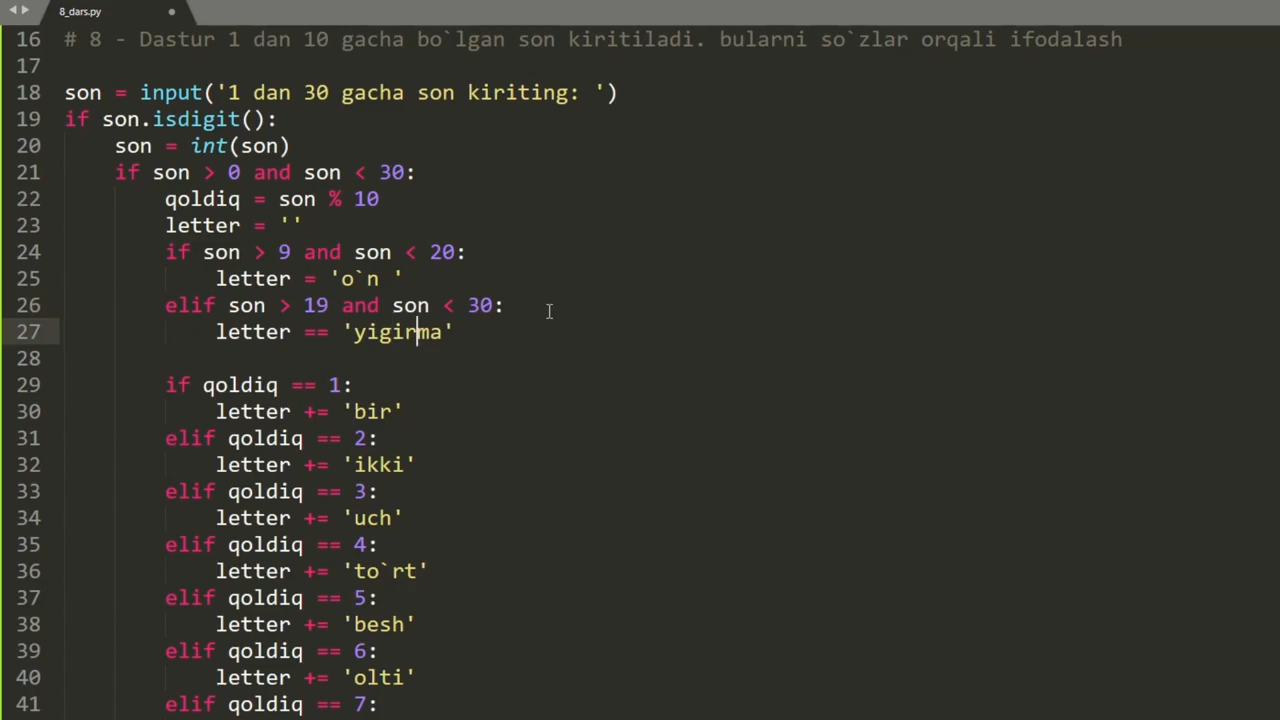 8_dars.py
16 # 8 - Dastur 1 dan 10 gacha bo`lgan son kiritiladi. bularni so`zlar orqali ifodalash
17
18 son = input('1 dan 30 gacha son kiriting: ')
19 if son.isdigit():
20     son = int(son)
21     if son > 0 and son < 30:
22         qoldiq = son % 10
23         letter = ''
24         if son > 9 and son < 20:
25             letter = 'o`n '
26         elif son > 19 and son < 30:
27             letter == 'yigirma'
28
29         if qoldiq == 1:
30             letter += 'bir'
31         elif qoldiq == 2:
32             letter += 'ikki'
33         elif qoldiq == 3:
34             letter += 'uch'
35         elif qoldiq == 4:
36             letter += 'to`rt'
37         elif qoldiq == 5:
38             letter += 'besh'
39         elif qoldiq == 6:
40             letter += 'olti'
41         elif qoldiq == 7: